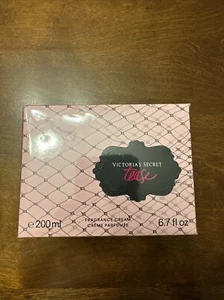 VICTORIA'S SECRET
Tease
℮200 ml
FRAGRANCE CREAM
CRÈME PARFUMÉE
6.7 fl oz